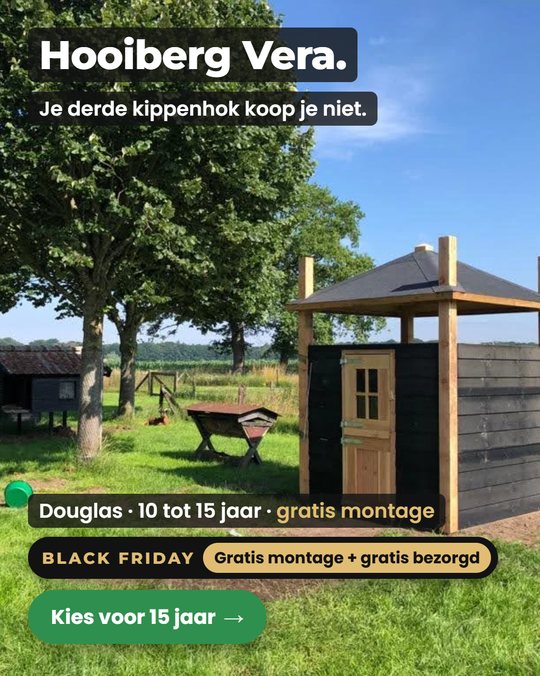 Hooiberg Vera.
Je derde kippenhok koop je niet.
Douglas · 10 tot 15 jaar · gratis montage
BLACK FRIDAY Gratis montage + gratis bezorgd
Kies voor 15 jaar →